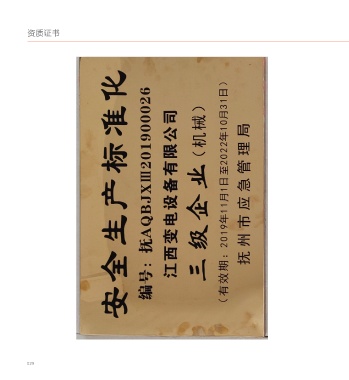 资质证书
安全生产标准化
编号：抚AQBJXⅢ201900026
江西变电设备有限公司
三级企业（机械）
（有效期：2019年11月1日至2022年10月31日）
抚州市应急管理局